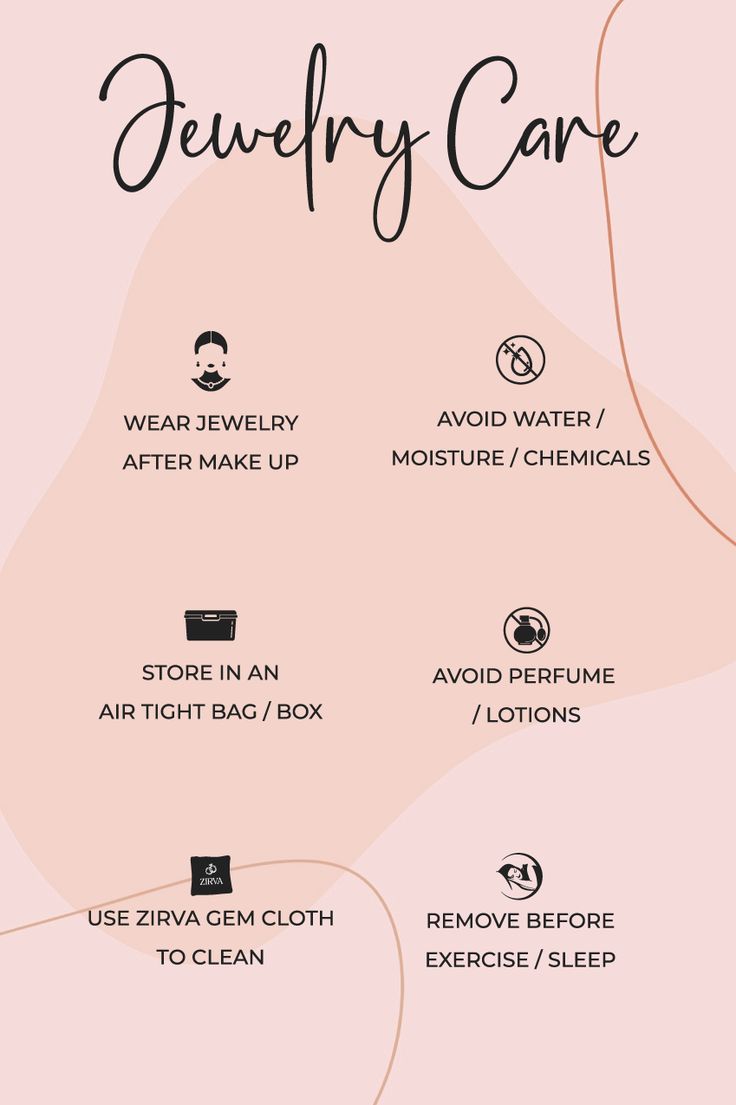 Jewelry Care
WEAR JEWELRY
AFTER MAKE UP
AVOID WATER /
MOISTURE / CHEMICALS
STORE IN AN
AIR TIGHT BAG / BOX
AVOID PERFUME
/ LOTIONS
ZIRVA
USE ZIRVA GEM CLOTH
TO CLEAN
REMOVE BEFORE
EXERCISE / SLEEP